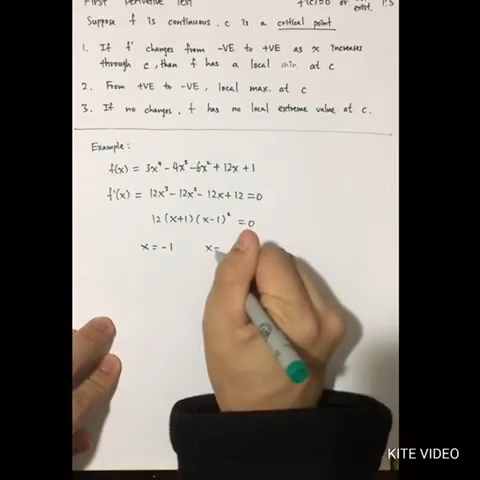 First Derivative Test f'(c)=0 or
exist.
Suppose f is continuous, c is a critical point
1. If f' changes from -VE to +VE as x increases
through c, then f has a local min. at c
2. From +VE to -VE, local max. at c
3. If no changes, f has no local extreme value at c.
Example:
f(x) = 3x⁴ - 4x³ - 6x² + 12x + 1
f'(x) = 12x³ - 12x² - 12x + 12 = 0
12(x+1)(x-1)² = 0
x = -1 x=
KITE VIDEO